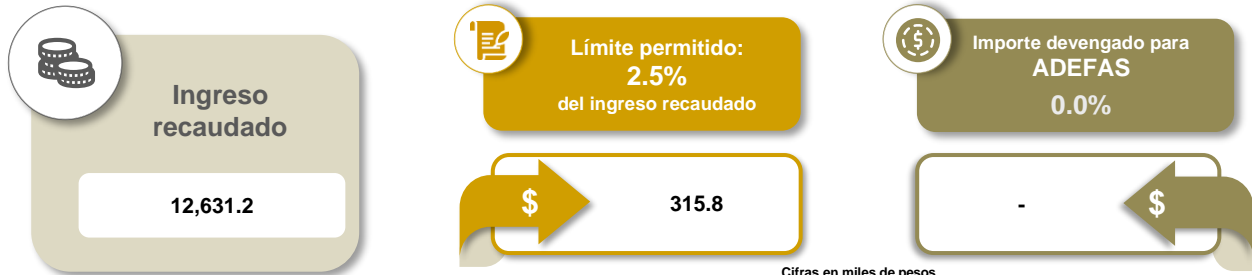 Ingreso
recaudado
12,631.2
Límite permitido:
2.5%
del ingreso recaudado
$
315.8
Importe devengado para
ADEFAS
0.0%
-
$
Cifras en miles de pesos